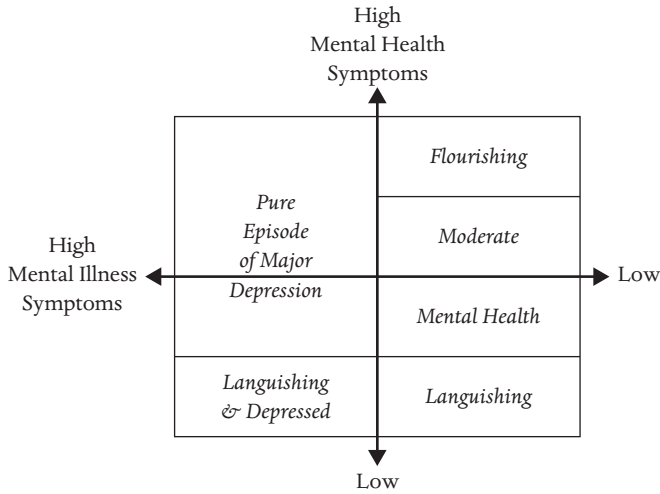 High
Mental Health
Symptoms
Flourishing
Pure
Episode
of Major
Depression
Moderate
High
Mental Illness
Symptoms
Low
Mental Health
Languishing
& Depressed
Languishing
Low